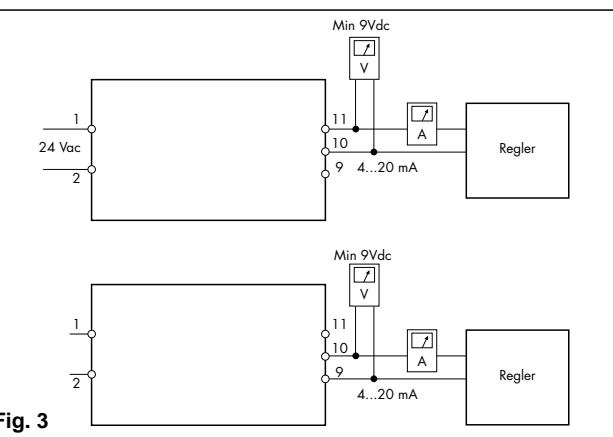 Min 9Vdc
V
1
11
A
Regler
24 Vac
10
2
9
4...20 mA
Min 9Vdc
V
1
11
10
A
Regler
2
9
4...20 mA
Fig. 3